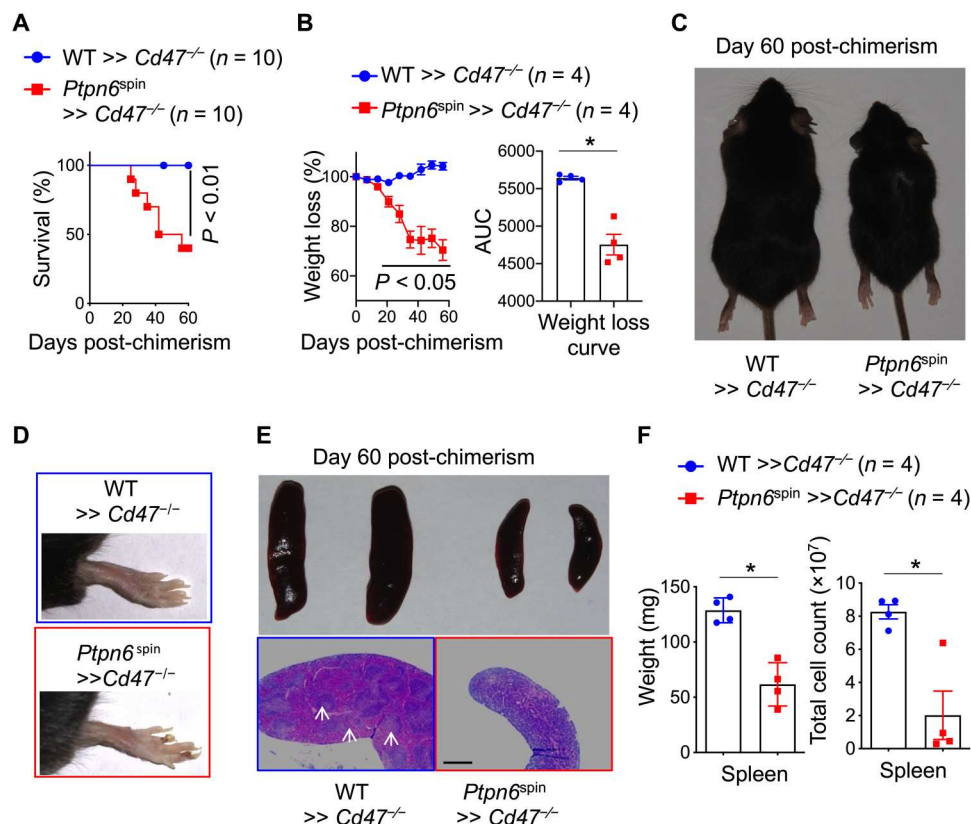 A
WT >> Cd47–/– (n = 10)
Ptpn6spin
>> Cd47–/– (n = 10)
Survival (%)
100
50
0
0 20 40 60
Days post-chimerism
P < 0.01
B
WT >> Cd47–/– (n = 4)
Ptpn6spin >> Cd47–/– (n = 4)
Weight loss (%)
100
80
60
0 20 40 60
Days post-chimerism
P < 0.05
AUC
6000
5500
5000
4500
4000
*
Weight loss
curve
C
Day 60 post-chimerism
WT
>> Cd47–/–
Ptpn6spin
>> Cd47–/–
D
WT
>> Cd47–/–
Ptpn6 spin
>>Cd47–/–
E
Day 60 post-chimerism
WT
>> Cd47–/–
Ptpn6spin
>> Cd47–/–
F
WT >>Cd47–/– (n = 4)
Ptpn6spin >>Cd47–/– (n = 4)
Weight (mg)
150
100
50
0
*
Spleen
Total cell count (×107)
10
8
6
4
2
0
*
Spleen